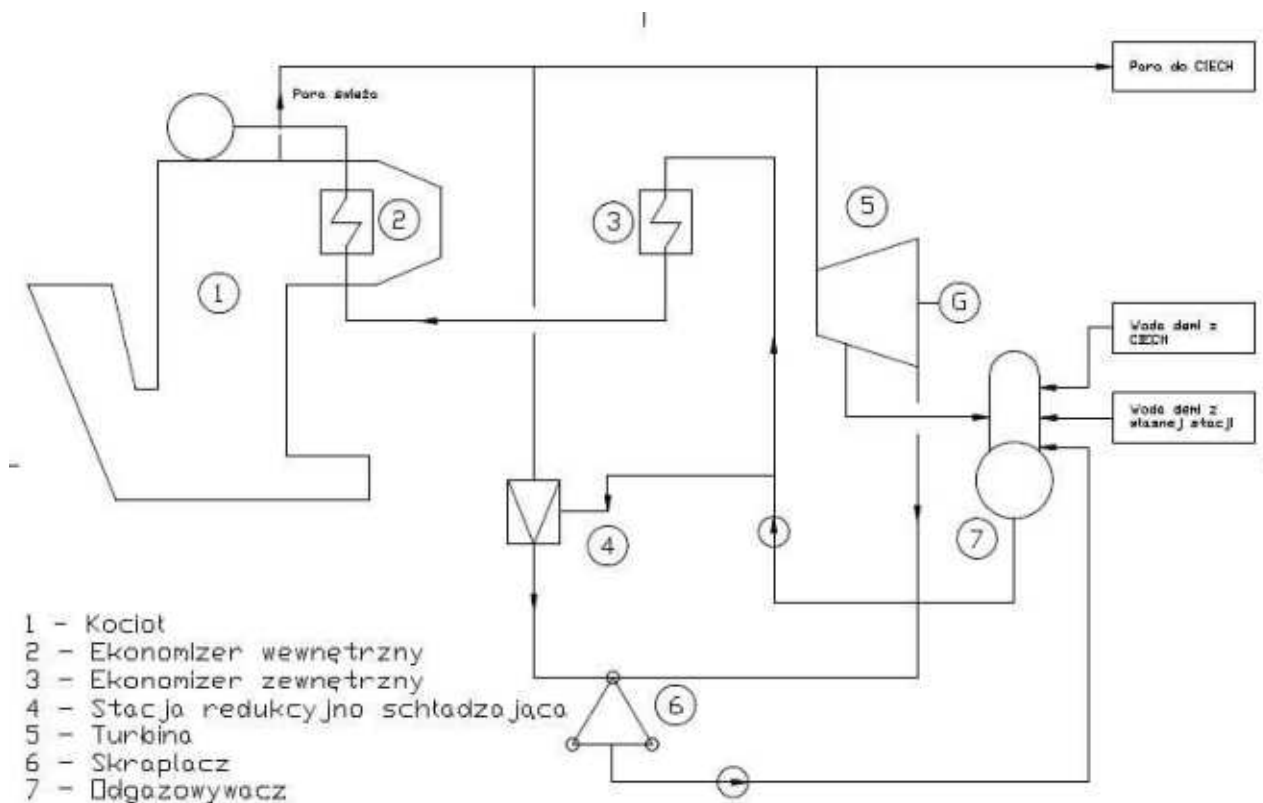 Para do CIECH
Para świeża
2
3
5
1
G
Woda demi z
CIECH
Woda demi z
własnej stacji
4
7
6
1 - Kocioł
2 - Ekonomizer wewnętrzny
3 - Ekonomizer zewnętrzny
4 - Stacja redukcyjno schładzająca
5 - Turbina
6 - Skraplacz
7 - Odgazowywacz